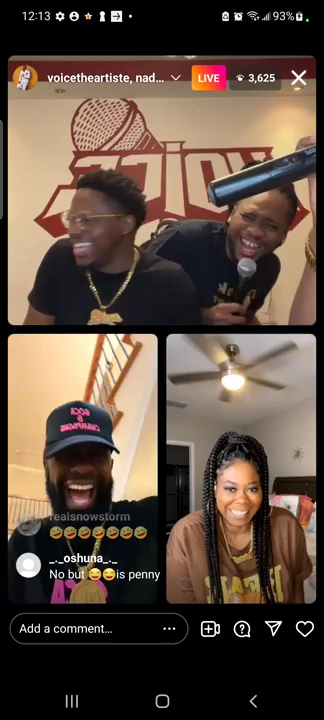 12:13
93%
voicetheartiste, nad...
LIVE
3,625
VOICE
realsnowstorm
🤣🤣🤣🤣🤣🤣🤣
_._oshuna_._
No but 😂😅is penny
Add a comment...